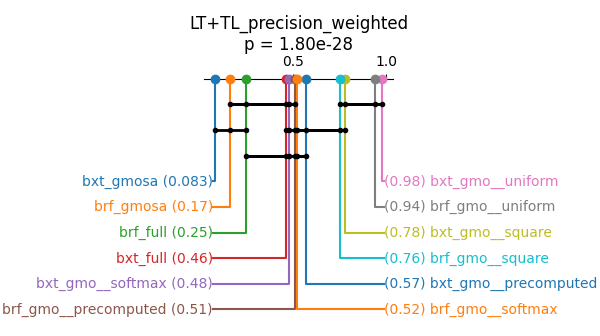 LT+TL_precision_weighted
p = 1.80e-28
0.5 1.0
bxt_gmosa (0.083) (0.98) bxt_gmo__uniform
brf_gmosa (0.17) (0.94) brf_gmo__uniform
brf_full (0.25) (0.78) bxt_gmo__square
bxt_full (0.46) (0.76) brf_gmo__square
bxt_gmo__softmax (0.48) (0.57) bxt_gmo__precomputed
brf_gmo__precomputed (0.51) (0.52) brf_gmo__softmax